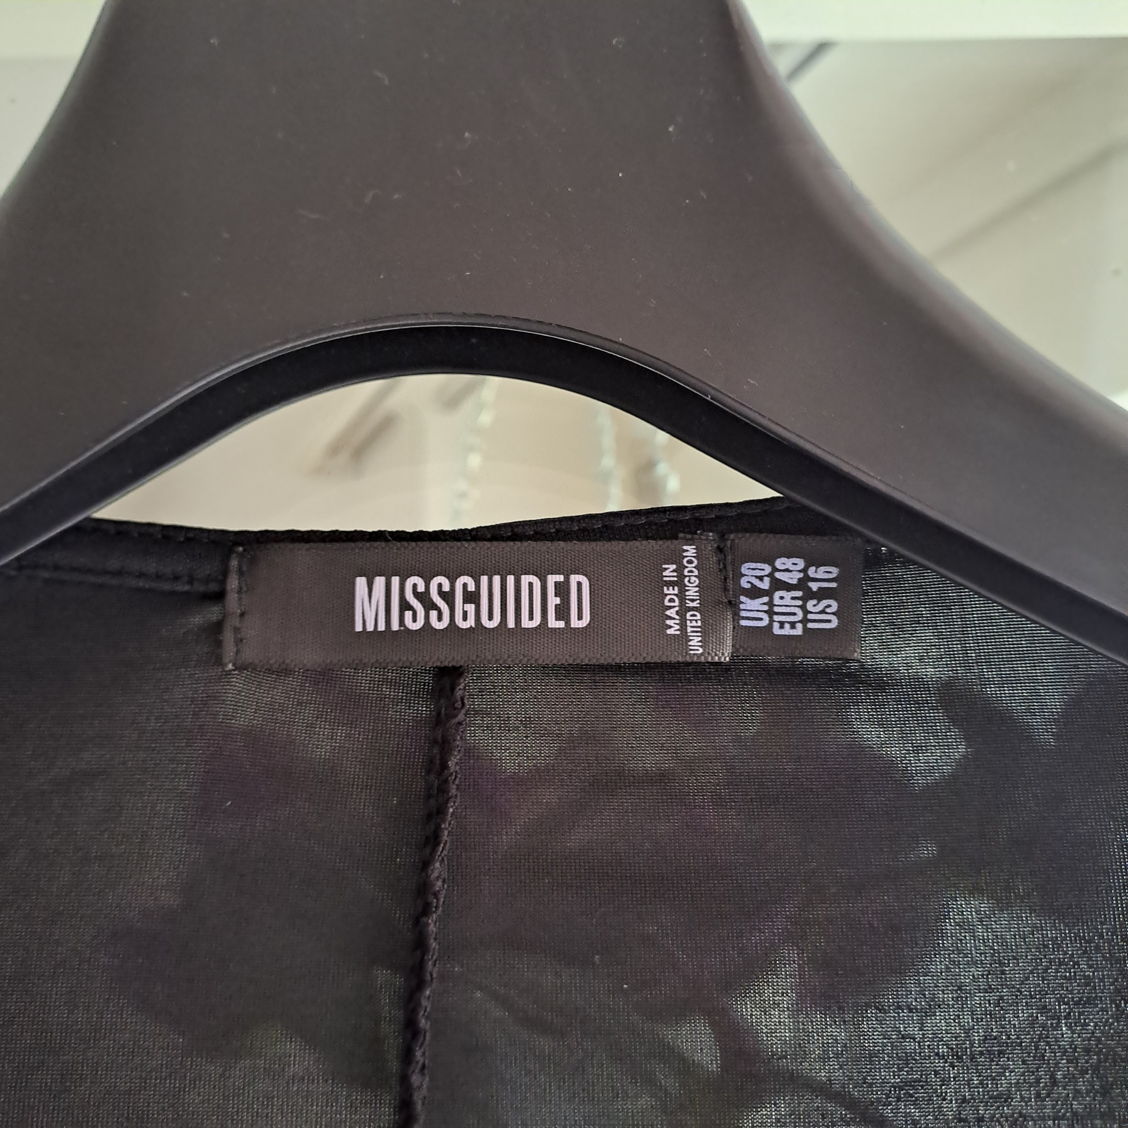 MISSGUIDED
MADE IN
UNITED KINGDOM
UK 20
EUR 48
US 16